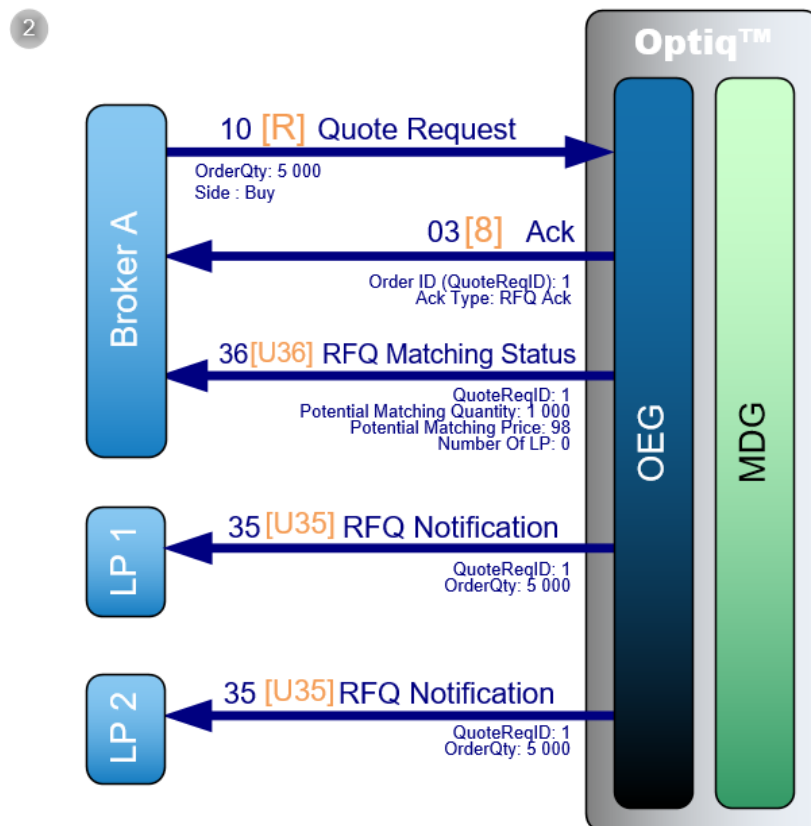 2
Optiq™
Broker A
10 [R] Quote Request
OrderQty: 5 000
Side : Buy
03 [8] Ack
Order ID (QuoteReqID): 1
Ack Type: RFQ Ack
36 [U36] RFQ Matching Status
QuoteReqID: 1
Potential Matching Quantity: 1 000
Potential Matching Price: 98
Number Of LP: 0
OEG
MDG
LP 1
35 [U35] RFQ Notification
QuoteReqID: 1
OrderQty: 5 000
LP 2
35 [U35] RFQ Notification
QuoteReqID: 1
OrderQty: 5 000